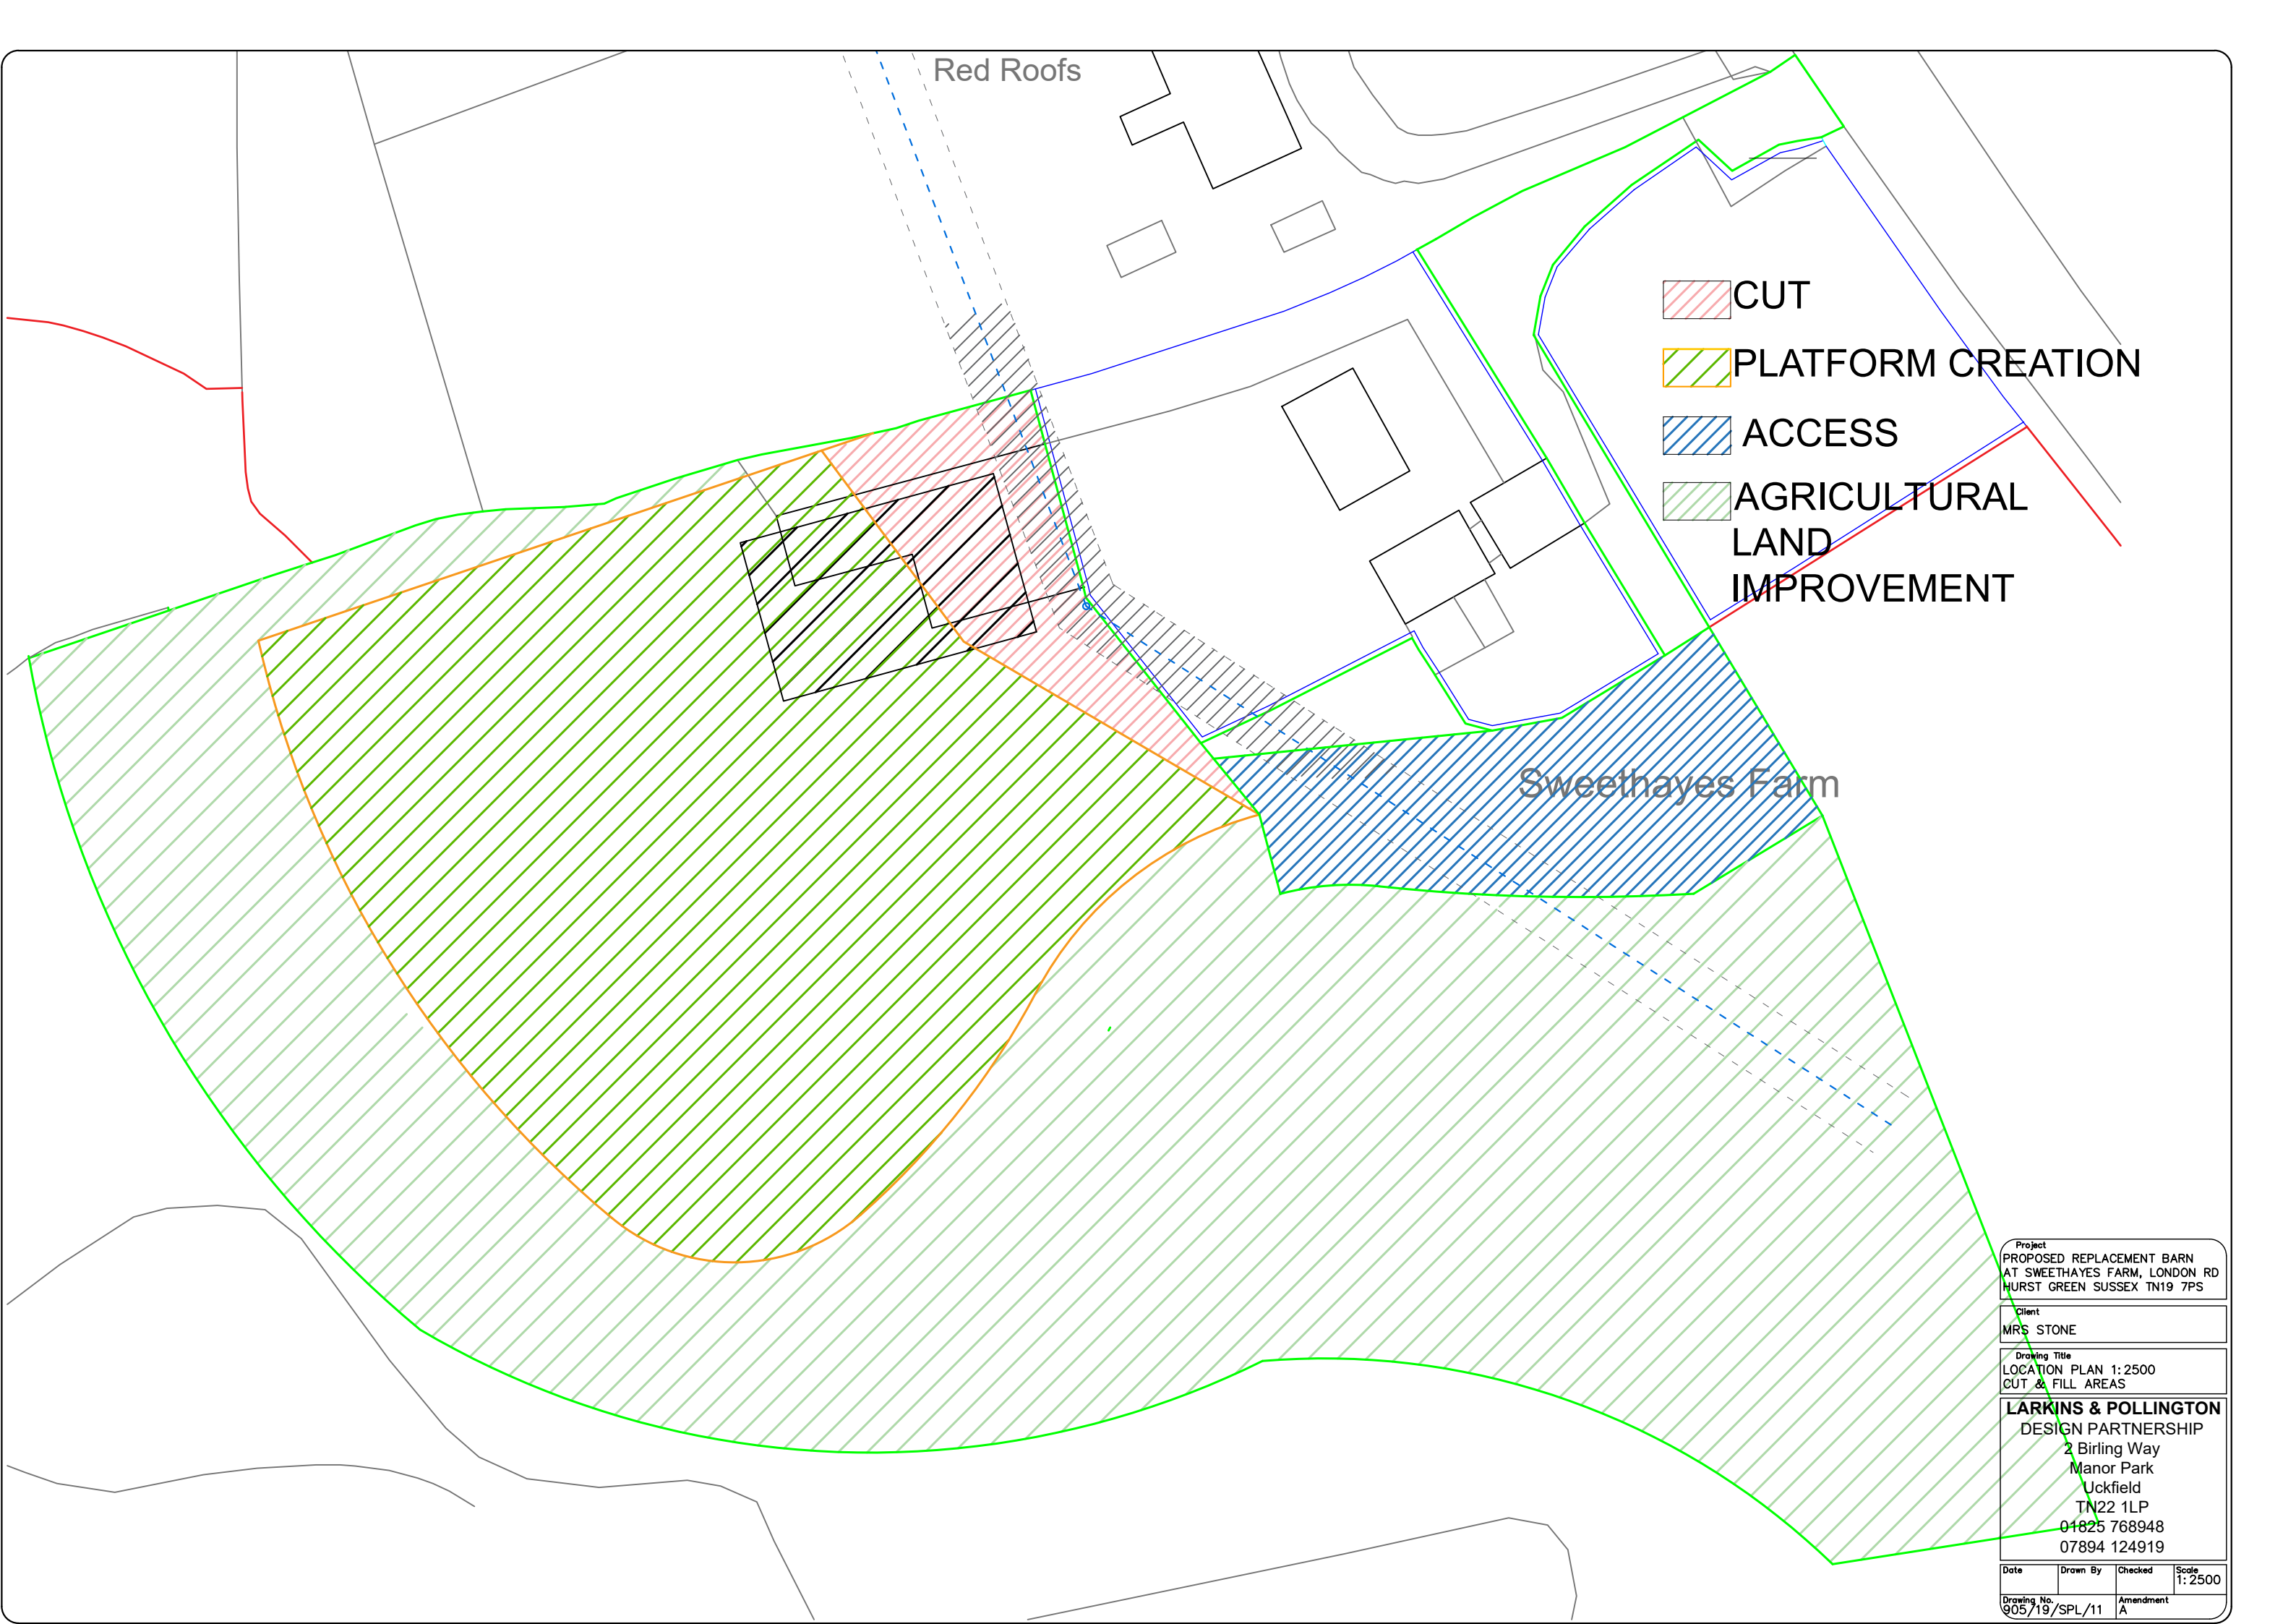 Red Roofs
CUT
PLATFORM CREATION
ACCESS
AGRICULTURAL
LAND
IMPROVEMENT
Sweethayes Farm
Project
PROPOSED REPLACEMENT BARN
AT SWEETHAYES FARM, LONDON RD
HURST GREEN SUSSEX TN19 7PS
Client
MRS STONE
Drawing Title
LOCATION PLAN 1:2500
CUT & FILL AREAS
LARKINS & POLLINGTON
DESIGN PARTNERSHIP
2 Birling Way
Manor Park
Uckfield
TN22 1LP
01825 768948
07894 124919
Date Drawn By Checked Scale
1:2500
Drawing No. Amendment
905/19/SPL/11 A